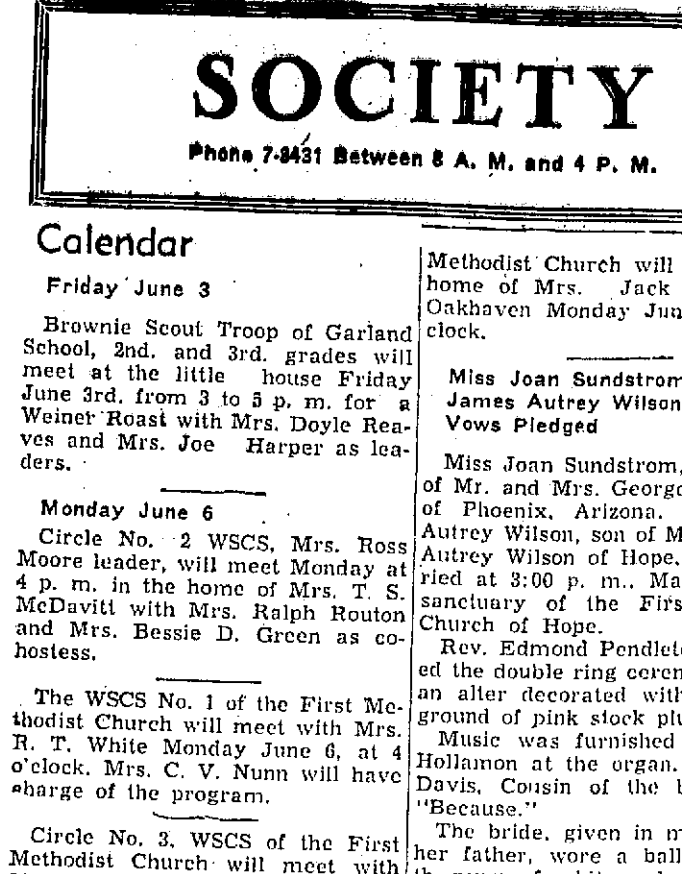 SOCIETY
Phone 7-3431 Between 8 A. M. and 4 P. M.
Calendar
Friday June 3
Brownie Scout Troop of Garland
School, 2nd. and 3rd. grades will
meet at the little house Friday
June 3rd. from 3 to 5 p. m. for a
Weiner Roast with Mrs. Doyle Rea-
ves and Mrs. Joe Harper as lea-
ders.
Monday June 6
Circle No. 2 WSCS, Mrs. Ross
Moore leader, will meet Monday at
4 p. m. in the home of Mrs. T. S.
McDavitt with Mrs. Ralph Routon
and Mrs. Bessie D. Green as co-
hostess.
The WSCS No. 1 of the First Me-
thodist Church will meet with Mrs.
R. T. White Monday June 6, at 4
o'clock. Mrs. C. V. Nunn will have
charge of the program.
Circle No. 3, WSCS of the First
Methodist Church will meet with
Methodist Church will
home of Mrs. Jack
Oakhaven Monday Jun
clock.
Miss Joan Sundstrom
James Autrey Wilson
Vows Pledged
Miss Joan Sundstrom,
of Mr. and Mrs. George
of Phoenix, Arizona.
Autrey Wilson, son of M
Autrey Wilson of Hope.
ried at 3:00 p. m., Ma
sanctuary of the Firs
Church of Hope.
Rev. Edmond Pendlet
ed the double ring ceren
an alter decorated with
ground of pink stock plu
Music was furnished
Hollamon at the organ.
Davis, Cousin of the b
"Because."
The bride, given in m
her father, wore a ball